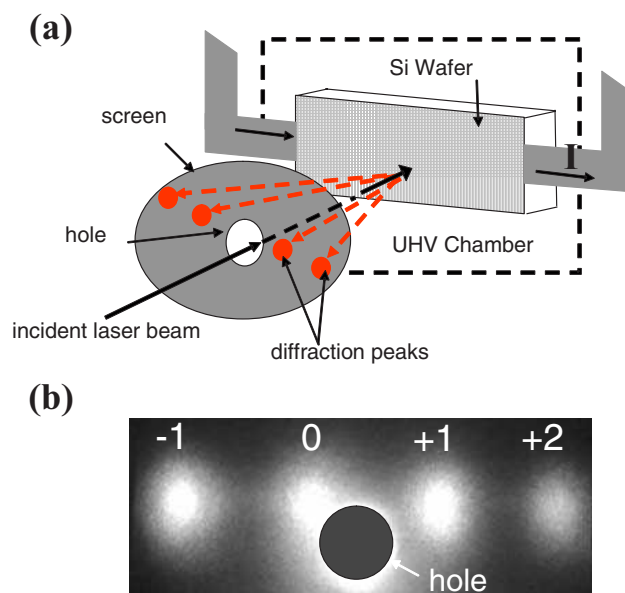 (a)
Si Wafer
screen
I
hole
UHV Chamber
incident laser beam
diffraction peaks
(b)
-1 0 +1 +2
hole